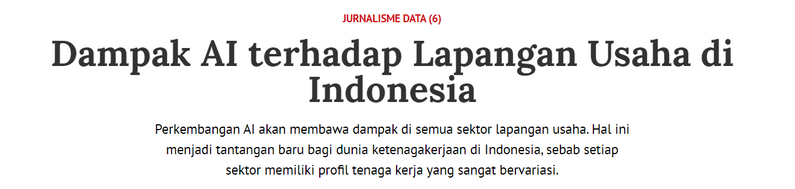 JURNALISME DATA (6)
Dampak AI terhadap Lapangan Usaha di
Indonesia
Perkembangan AI akan membawa dampak di semua sektor lapangan usaha. Hal ini
menjadi tantangan baru bagi dunia ketenagakerjaan di Indonesia, sebab setiap
sektor memiliki profil tenaga kerja yang sangat bervariasi.